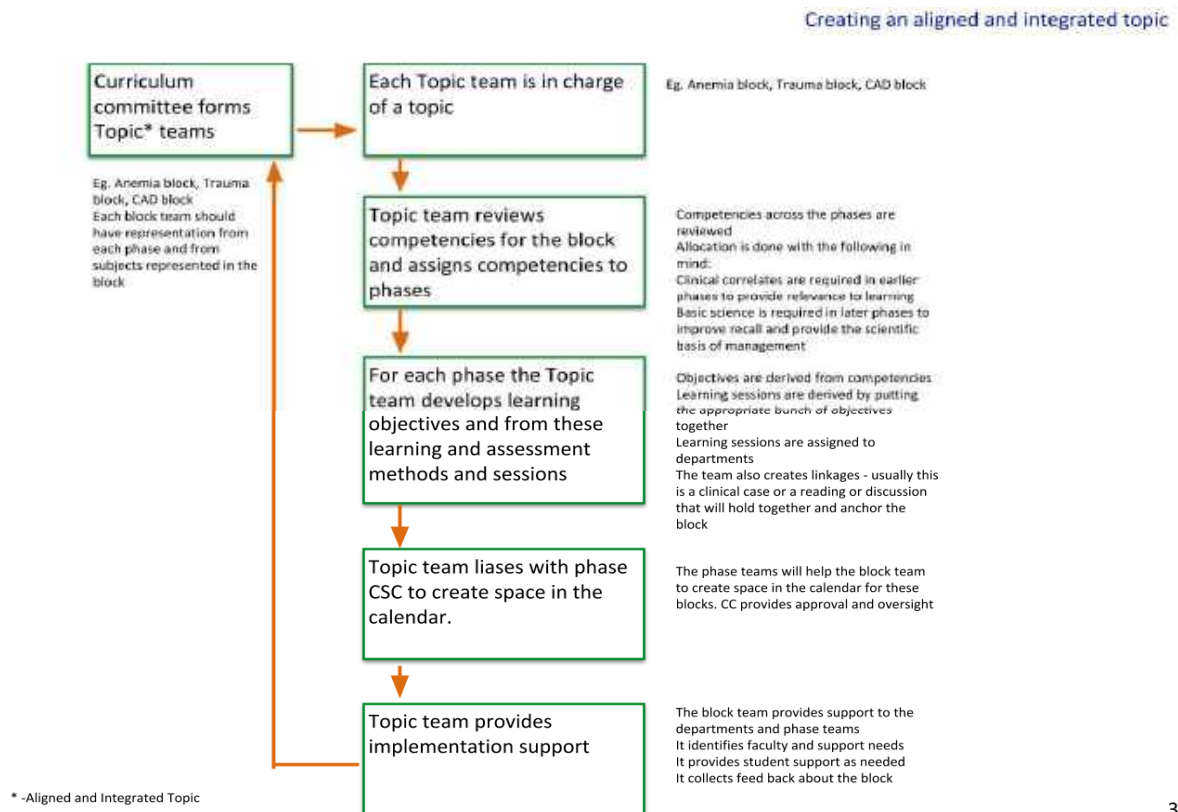 Creating an aligned and integrated topic
Curriculum
committee forms
Topic* teams
Eg. Anemia block, Trauma
block, CAD block
Each block team should
have representation from
each phase and from
subjects represented in the
block
Each Topic team is in charge
of a topic
Eg. Anemia block, Trauma block, CAD block
Topic team reviews
competencies for the block
and assigns competencies to
phases
Competencies across the phases are
reviewed
Allocation is done with the following in
mind:
Clinical correlates are required in earlier
phases to provide relevance to learning
Basic science is required in later phases to
improve recall and provide the scientific
basis of management
For each phase the Topic
team develops learning
objectives and from these
learning and assessment
methods and sessions
Objectives are derived from competencies
Learning sessions are derived by putting
the appropriate bunch of objectives
together
Learning sessions are assigned to
departments
The team also creates linkages - usually this
is a clinical case or a reading or discussion
that will hold together and anchor the
block
Topic team liases with phase
CSC to create space in the
calendar.
The phase teams will help the block team
to create space in the calendar for these
blocks. CC provides approval and oversight
Topic team provides
implementation support
The block team provides support to the
departments and phase teams
It identifies faculty and support needs
It provides student support as needed
It collects feed back about the block
* -Aligned and Integrated Topic
3